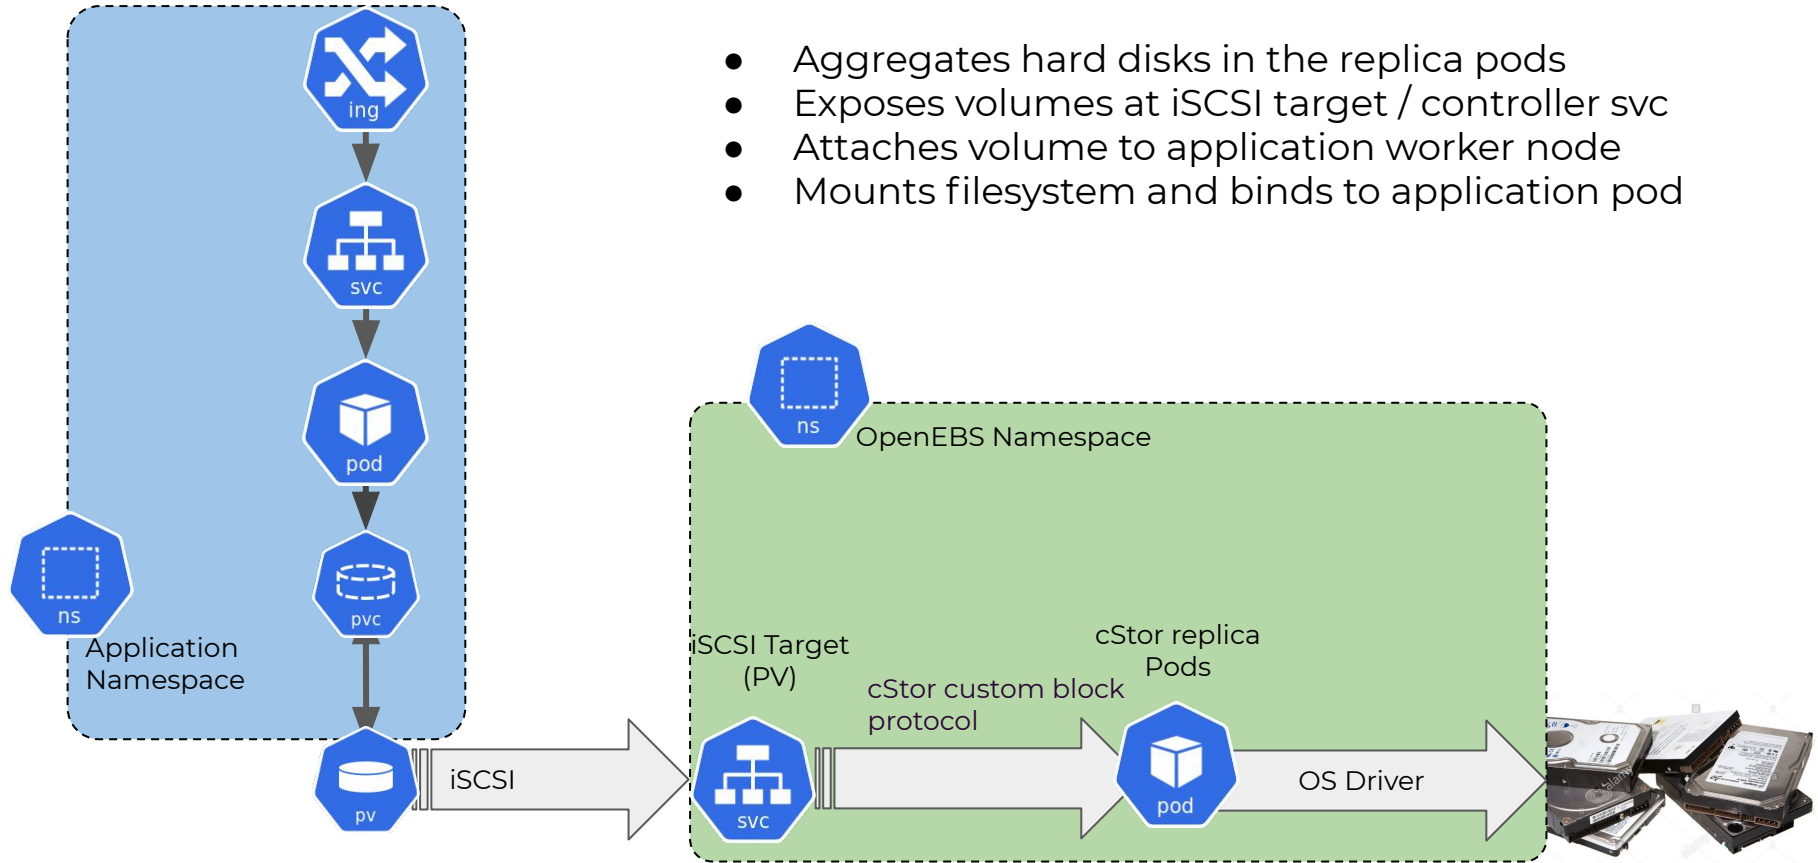 ing
● Aggregates hard disks in the replica pods
● Exposes volumes at iSCSI target / controller svc
● Attaches volume to application worker node
● Mounts filesystem and binds to application pod
svc
pod
ns
OpenEBS Namespace
ns
pvc
Application
Namespace
iSCSI Target
(PV)
cStor replica
Pods
cStor custom block
protocol
pv
iSCSI
svc
pod
OS Driver